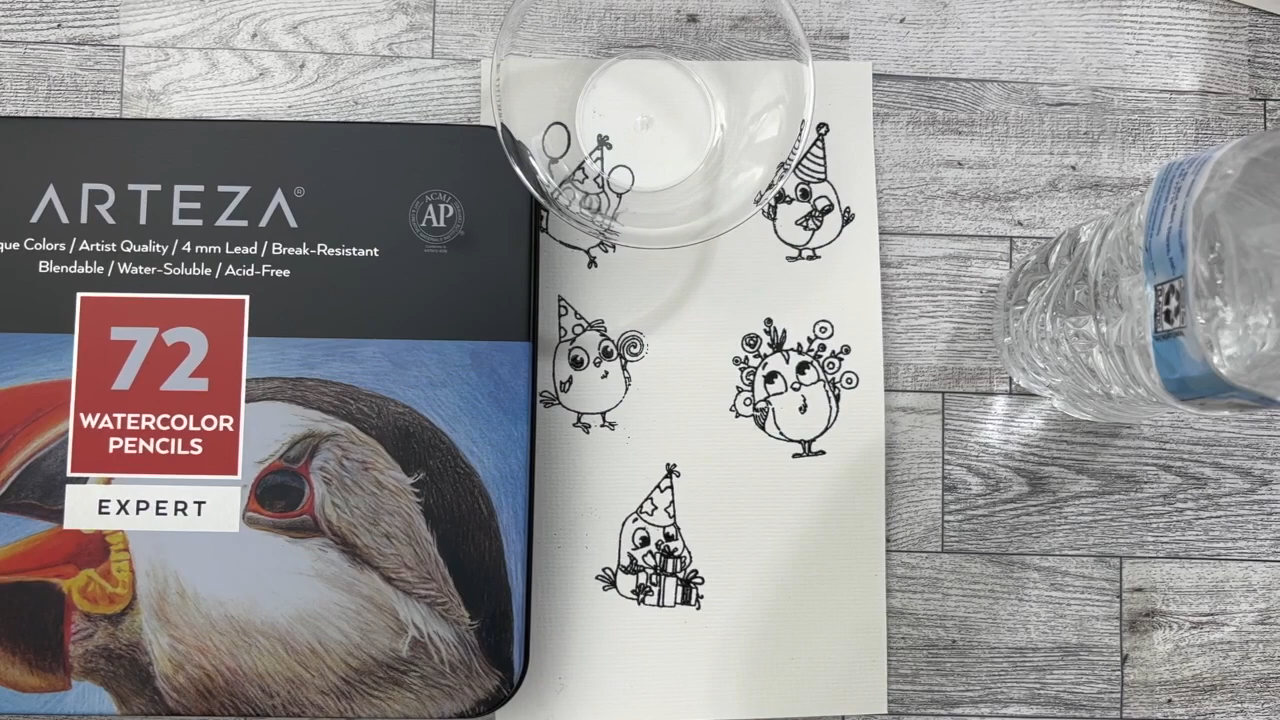 ARTEZA®
que Colors / Artist Quality / 4 mm Lead / Break-Resistant
Blendable / Water-Soluble / Acid-Free
ACMI
AP
72
WATERCOLOR
PENCILS
EXPERT